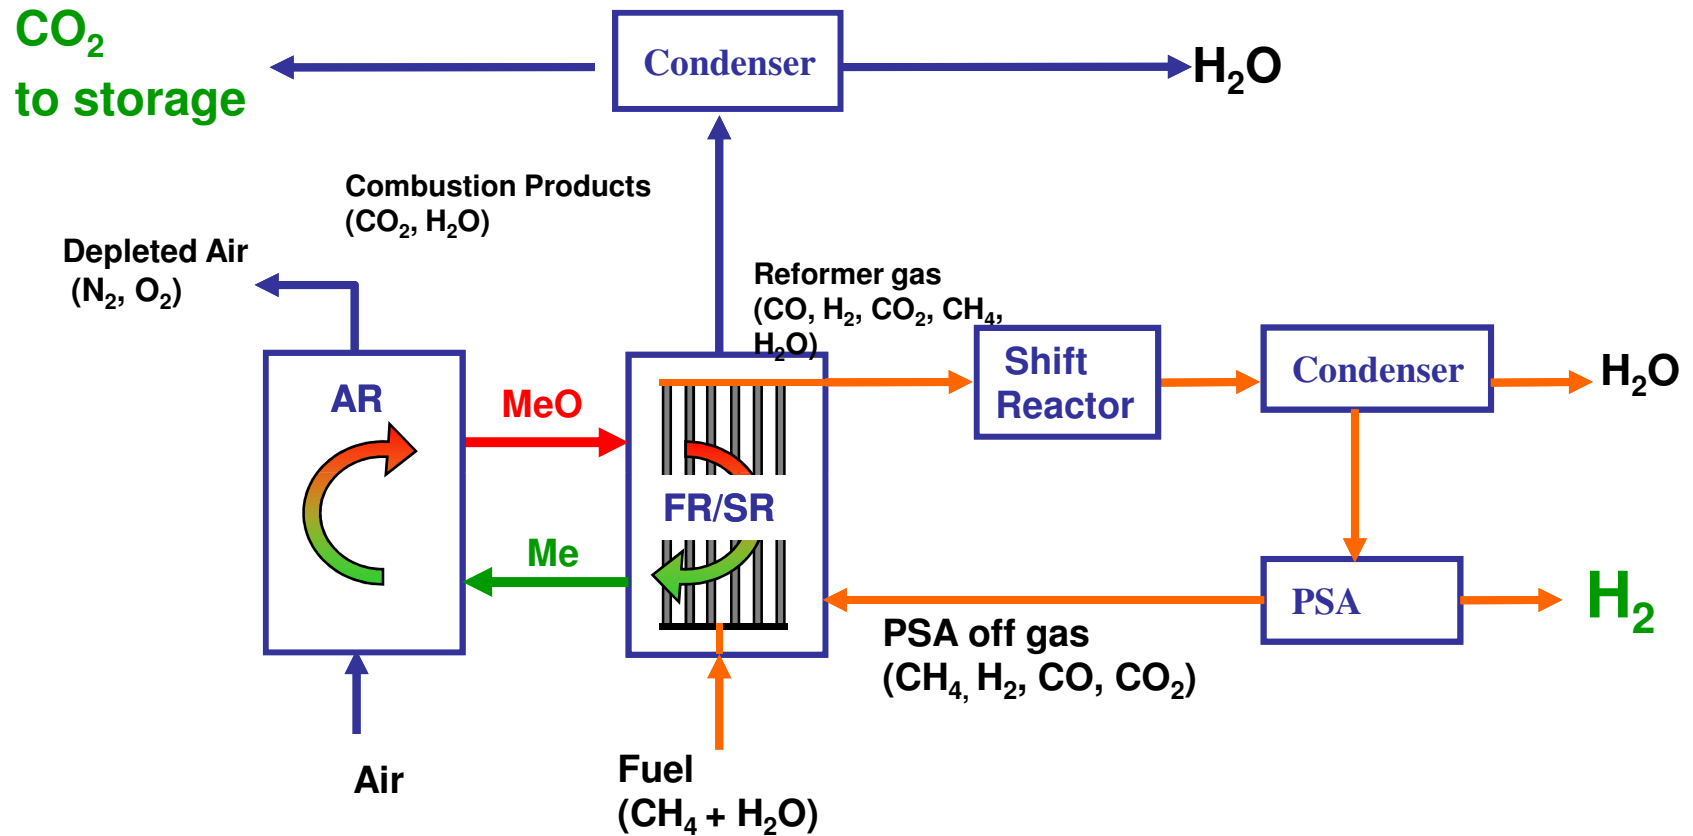 CO₂
to storage
Condenser
H₂O
Combustion Products
(CO₂, H₂O)
Depleted Air
(N₂, O₂)
Reformer gas
(CO, H₂, CO₂, CH₄,
H₂O)
Shift
Reactor
Condenser
H₂O
AR
MeO
FR/SR
Me
PSA
H₂
PSA off gas
(CH₄, H₂, CO, CO₂)
Air
Fuel
(CH₄ + H₂O)